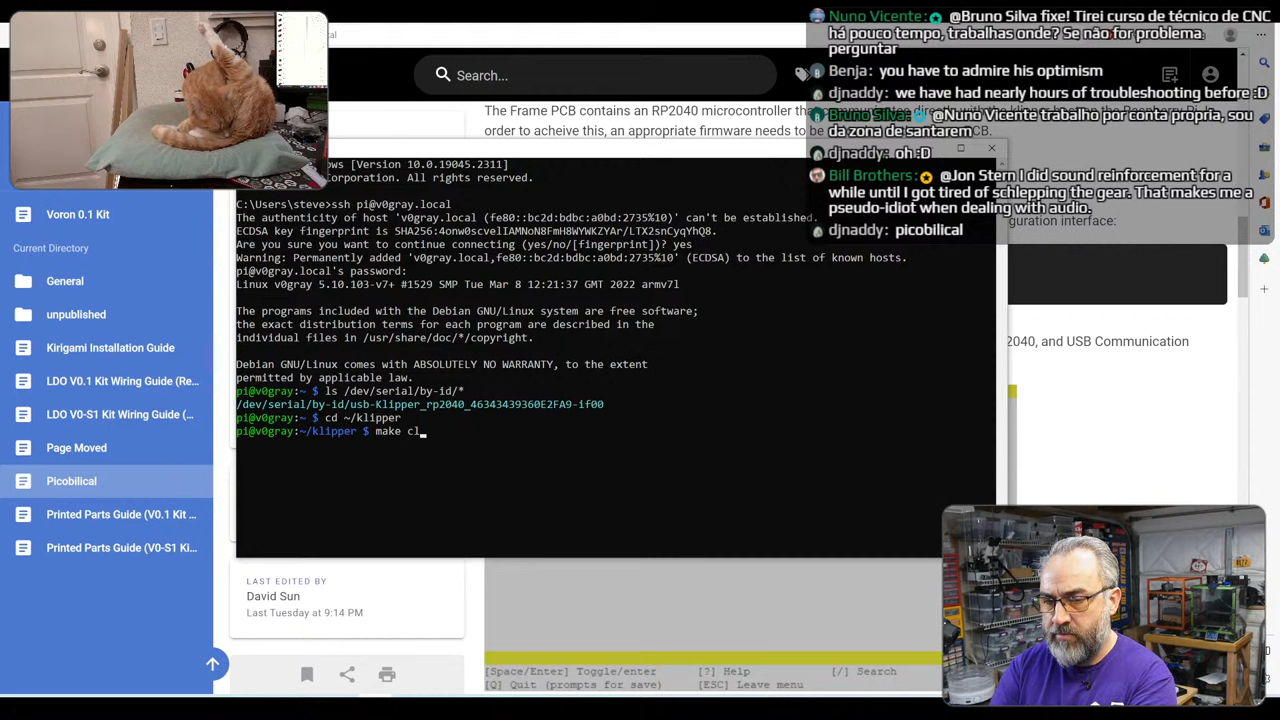 tal
Search...
The Frame PCB contains an RP2040 microcontroller
order to acheive this, an appropriate firmware needs to be
Nuno Vicente: @Bruno Silva fixe! Tirei curso de técnico de CNC
há pouco tempo, trabalhas onde? Se não for problema,
perguntar
Benja: you have to admire his optimism
djnaddy: we have had nearly hours of troubleshooting before :D
Bruno Silva: @Nuno Vicente trabalho por conta própria, sou
da zona de santarem
djnaddy: oh :D
Bill Brothers: @Jon Stern I did sound reinforcement for a
while until I got tired of schlepping the gear. That makes me a
pseudo-idiot when dealing with audio.
djnaddy: picobilical
guration interface:
2040, and USB Communication
Voron 0.1 Kit
Current Directory
General
unpublished
Kirigami Installation Guide
LDO V0.1 Kit Wiring Guide (Re...
LDO V0-S1 Kit Wiring Guide (R...
Page Moved
Picobilical
Printed Parts Guide (V0.1 Kit ...
Printed Parts Guide (V0-S1 Ki...
ows [Version 10.0.19045.2311]
orporation. All rights reserved.
C:\Users\steve>ssh pi@v0gray.local
The authenticity of host 'v0gray.local (fe80::bc2d:bdbc:a0bd:2735%10)' can't be established.
ECDSA key fingerprint is SHA256:4onw0scvelIAMNoN8FmH8WYWKZYAr/LTX2snCyqYhQ8.
Are you sure you want to continue connecting (yes/no/[fingerprint])? yes
Warning: Permanently added 'v0gray.local,fe80::bc2d:bdbc:a0bd:2735%10' (ECDSA) to the list of known hosts.
pi@v0gray.local's password:
Linux v0gray 5.10.103-v7+ #1529 SMP Tue Mar 8 12:21:37 GMT 2022 armv7l
The programs included with the Debian GNU/Linux system are free software;
the exact distribution terms for each program are described in the
individual files in /usr/share/doc/*/copyright.
Debian GNU/Linux comes with ABSOLUTELY NO WARRANTY, to the extent
permitted by applicable law.
pi@v0gray:~ $ ls /dev/serial/by-id/*
/dev/serial/by-id/usb-Klipper_rp2040_46343439360E2FA9-if00
pi@v0gray:~ $ cd ~/klipper
pi@v0gray:~/klipper $ make cl
LAST EDITED BY
David Sun
Last Tuesday at 9:14 PM
[Space/Enter] Toggle/enter [?] Help [/] Search
[Q] Quit (prompts for save) [ESC] Leave menu